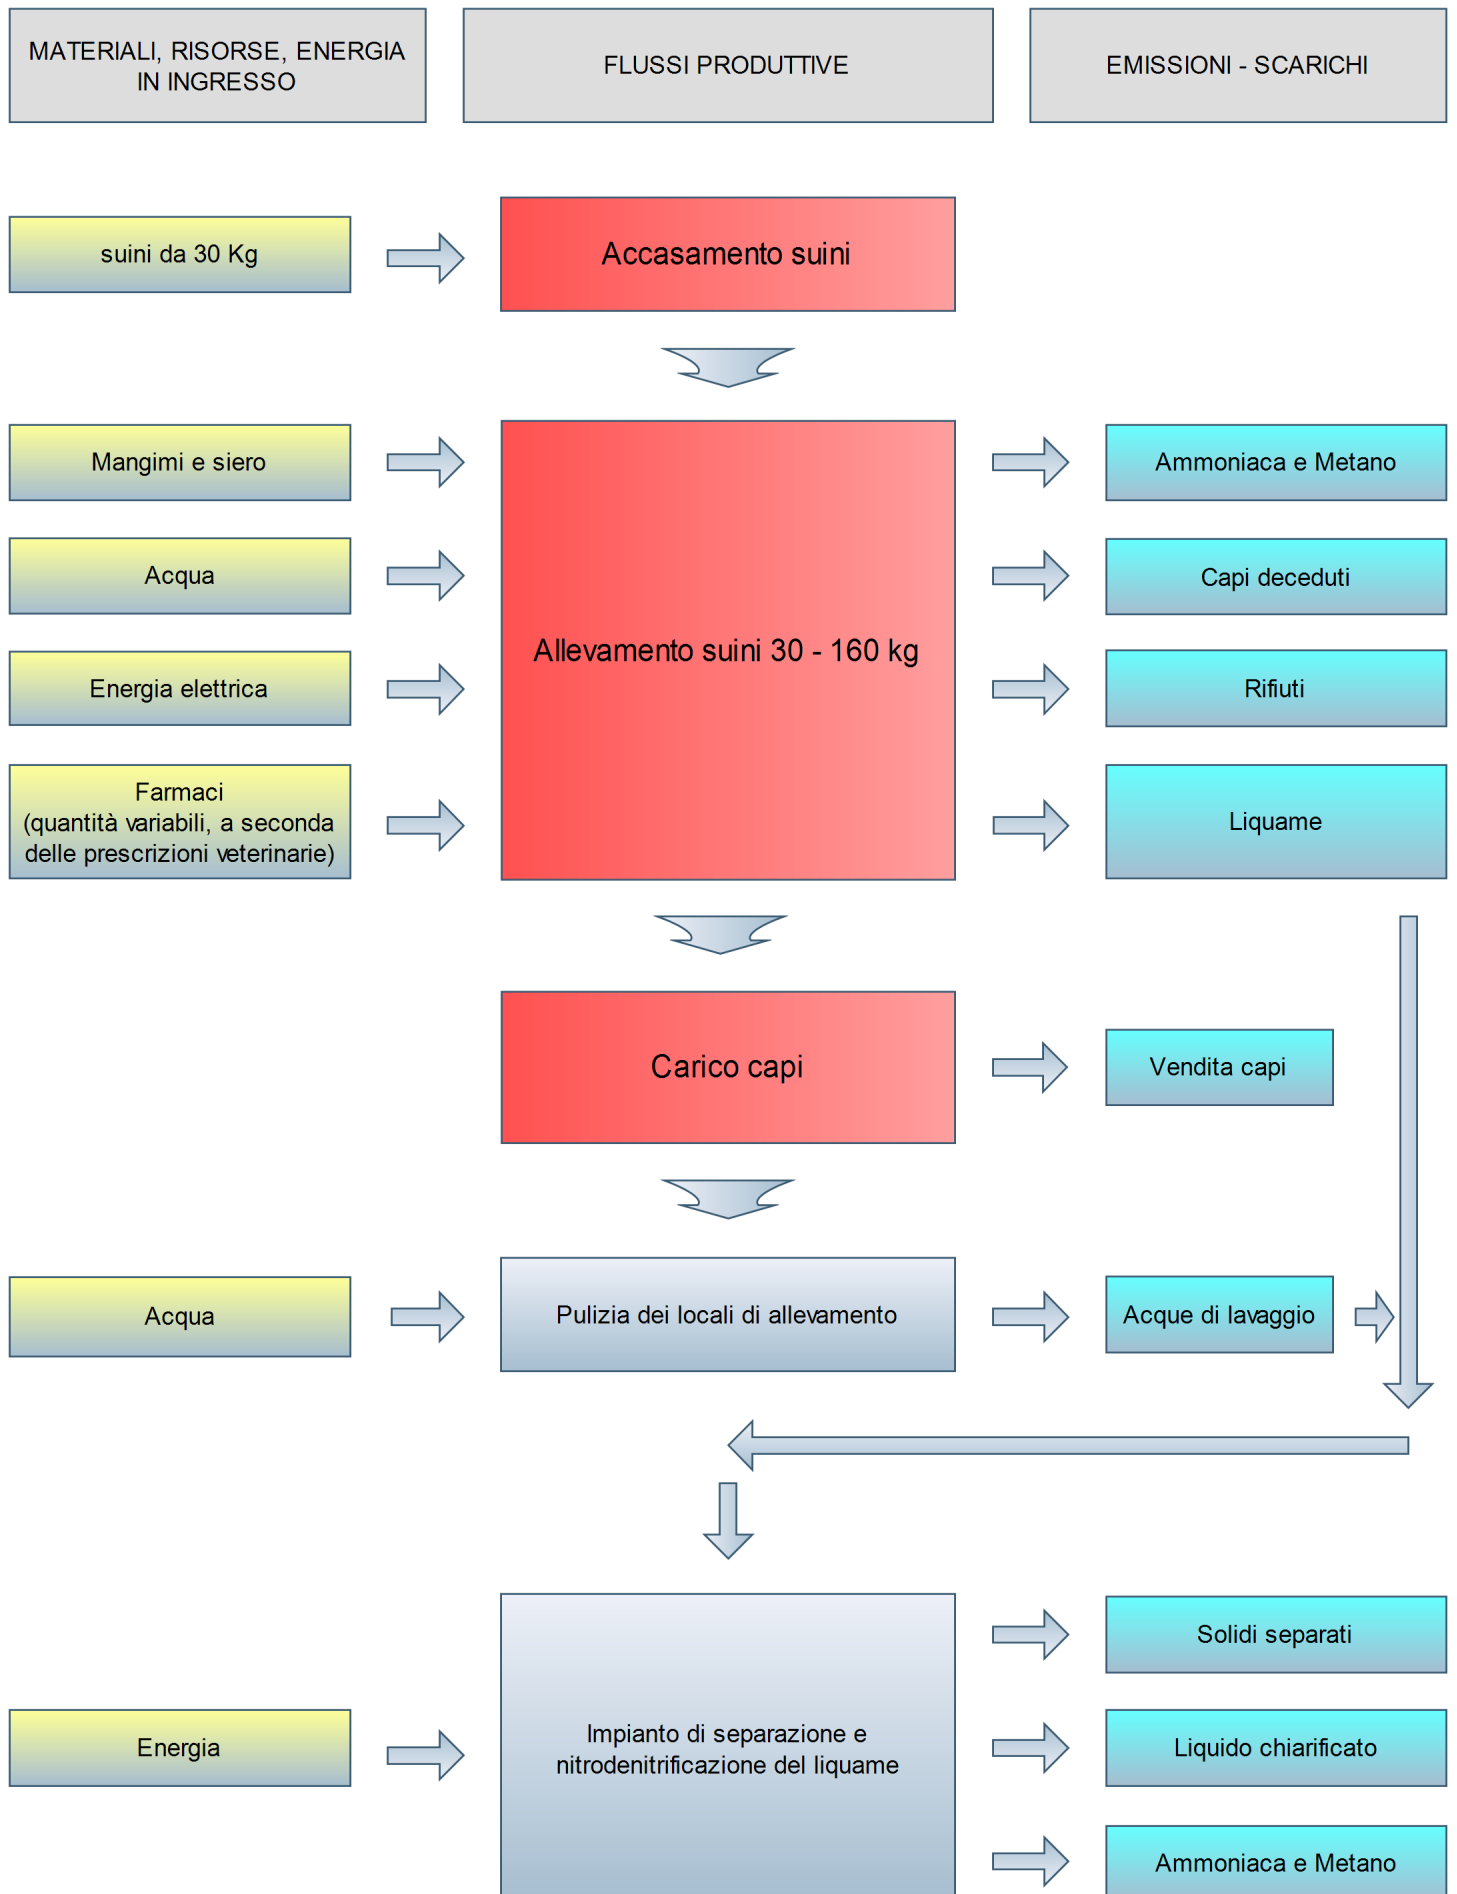 MATERIALI, RISORSE, ENERGIA
IN INGRESSO
FLUSSI PRODUTTIVE
EMISSIONI - SCARICHI
suini da 30 Kg
Accasamento suini
Mangimi e siero
Ammoniaca e Metano
Acqua
Capi deceduti
Allevamento suini 30 - 160 kg
Energia elettrica
Rifiuti
Farmaci
(quantità variabili, a seconda
delle prescrizioni veterinarie)
Liquame
Carico capi
Vendita capi
Acqua
Pulizia dei locali di allevamento
Acque di lavaggio
Solidi separati
Energia
Impianto di separazione e
nitrodenitrificazione del liquame
Liquido chiarificato
Ammoniaca e Metano